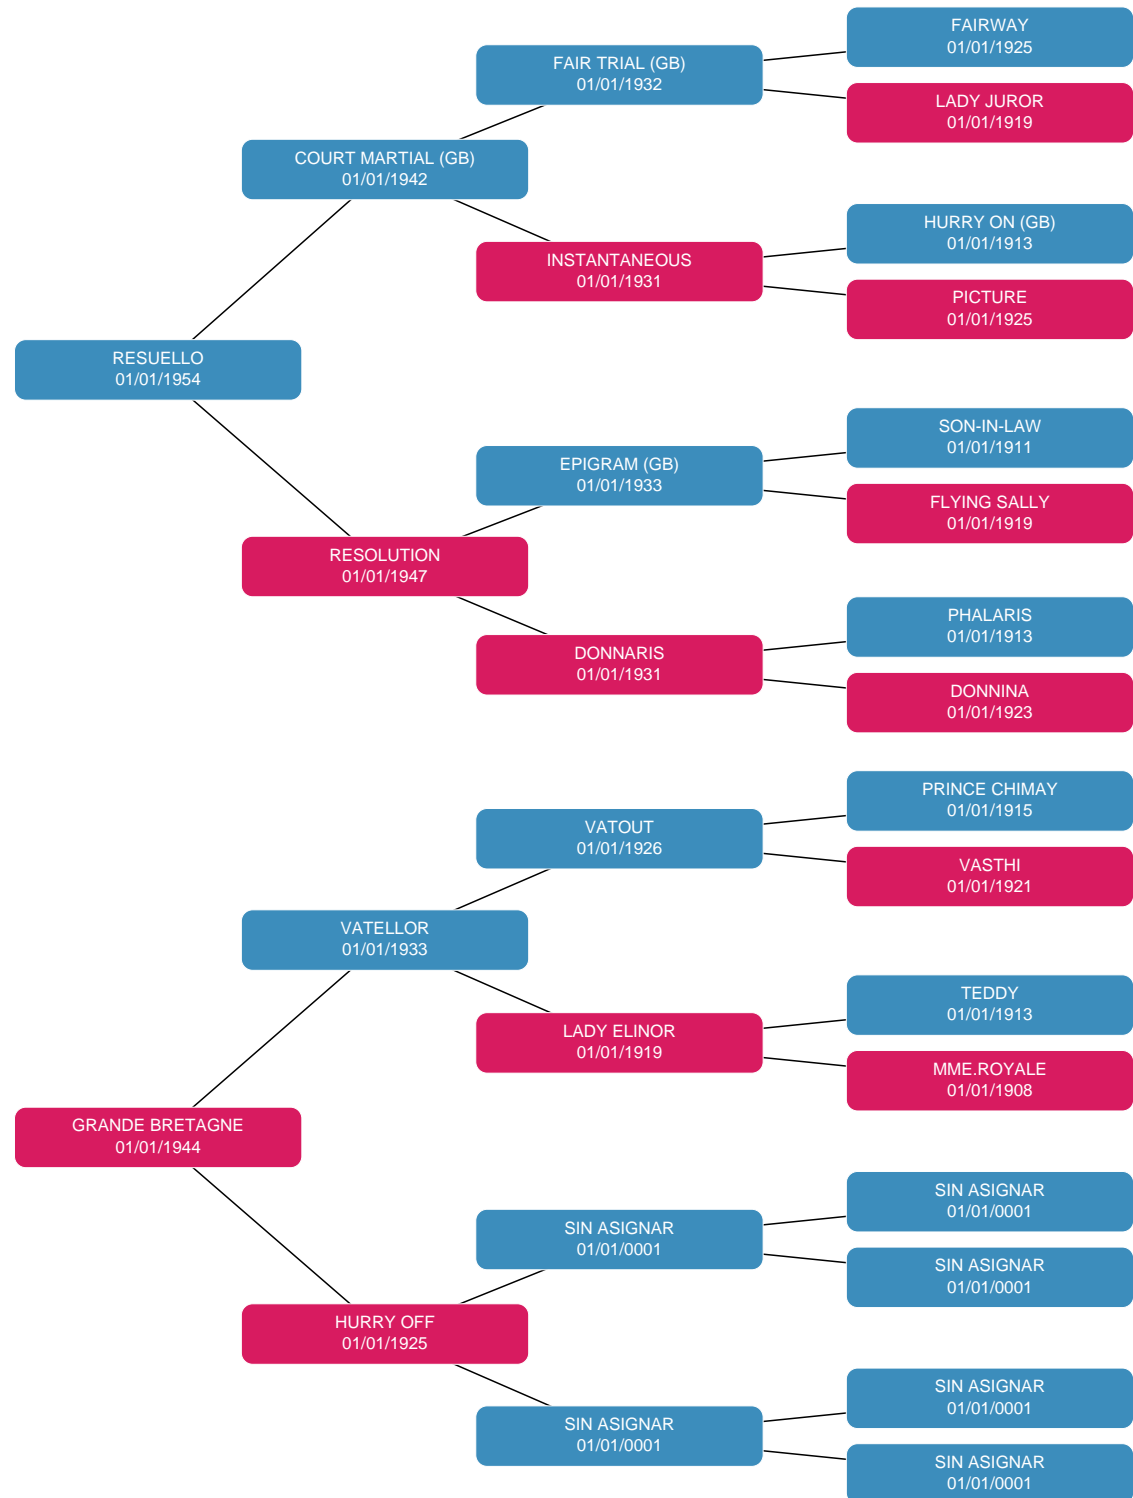 FAIRWAY
01/01/1925
FAIR TRIAL (GB)
01/01/1932
LADY JUROR
01/01/1919
COURT MARTIAL (GB)
01/01/1942
HURRY ON (GB)
01/01/1913
INSTANTANEOUS
01/01/1931
PICTURE
01/01/1925
RESUELLO
01/01/1954
SON-IN-LAW
01/01/1911
EPIGRAM (GB)
01/01/1933
FLYING SALLY
01/01/1919
RESOLUTION
01/01/1947
PHALARIS
01/01/1913
DONNARIS
01/01/1931
DONNINA
01/01/1923
PRINCE CHIMAY
01/01/1915
VATOUT
01/01/1926
VASTHI
01/01/1921
VATELLOR
01/01/1933
TEDDY
01/01/1913
LADY ELINOR
01/01/1919
MME.ROYALE
01/01/1908
GRANDE BRETAGNE
01/01/1944
SIN ASIGNAR
01/01/0001
SIN ASIGNAR
01/01/0001
SIN ASIGNAR
01/01/0001
HURRY OFF
01/01/1925
SIN ASIGNAR
01/01/0001
SIN ASIGNAR
01/01/0001
SIN ASIGNAR
01/01/0001